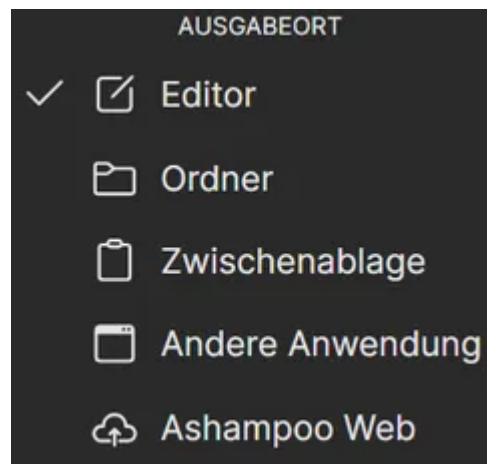 AUSGABEORT
Editor
Ordner
Zwischenablage
Andere Anwendung
Ashampoo Web